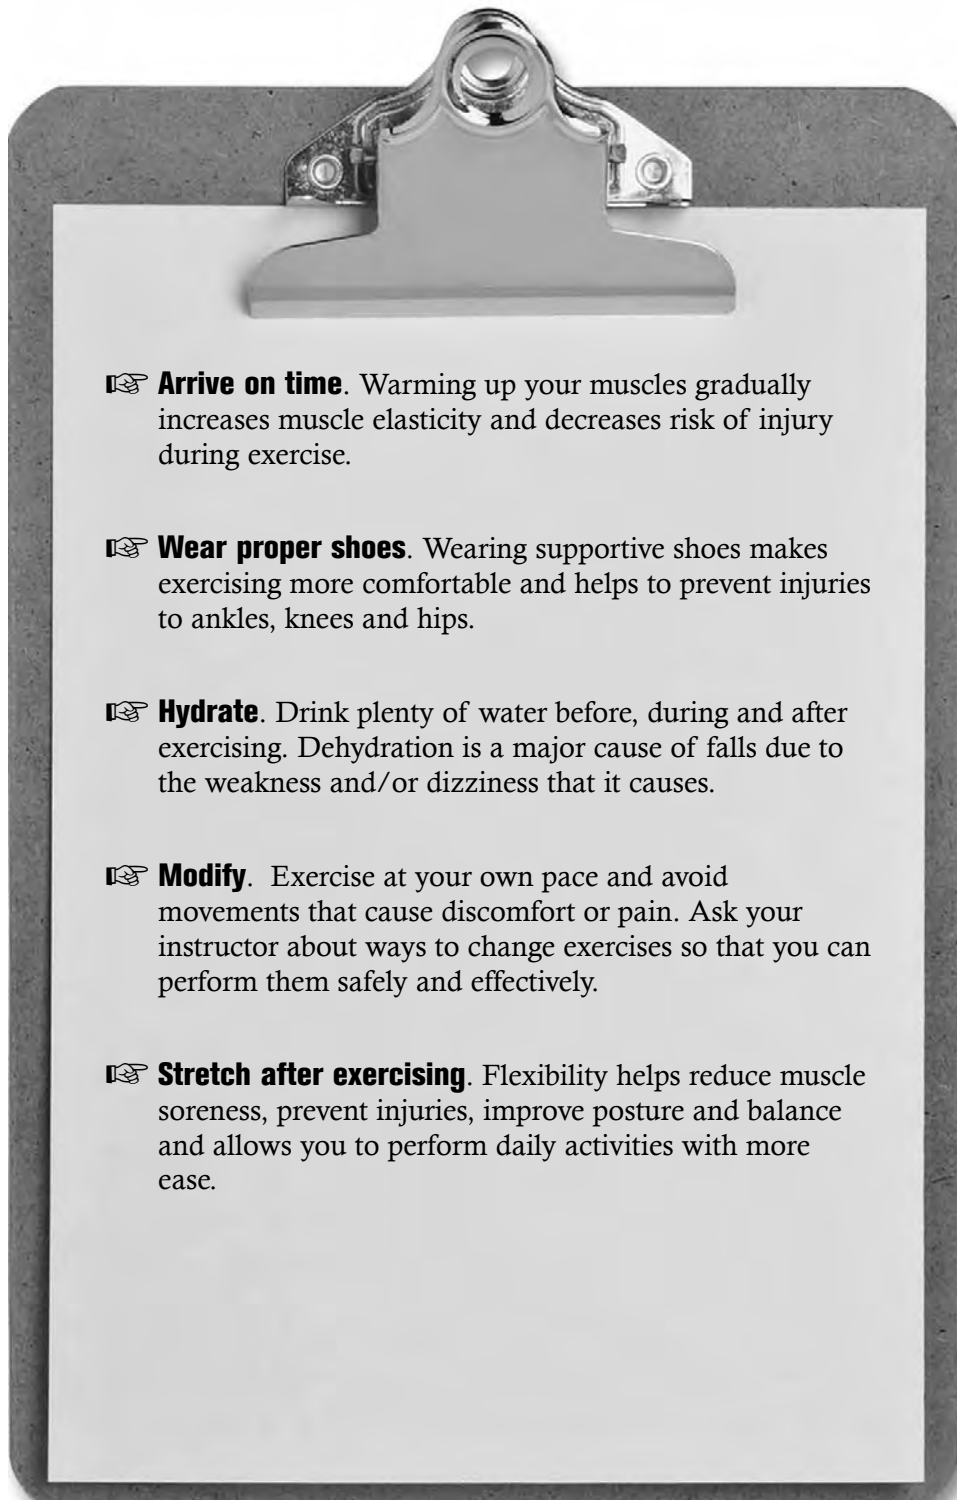 ☞ Arrive on time. Warming up your muscles gradually
increases muscle elasticity and decreases risk of injury
during exercise.
☞ Wear proper shoes. Wearing supportive shoes makes
exercising more comfortable and helps to prevent injuries
to ankles, knees and hips.
☞ Hydrate. Drink plenty of water before, during and after
exercising. Dehydration is a major cause of falls due to
the weakness and/or dizziness that it causes.
☞ Modify.  Exercise at your own pace and avoid
movements that cause discomfort or pain. Ask your
instructor about ways to change exercises so that you can
perform them safely and effectively.
☞ Stretch after exercising. Flexibility helps reduce muscle
soreness, prevent injuries, improve posture and balance
and allows you to perform daily activities with more
ease.